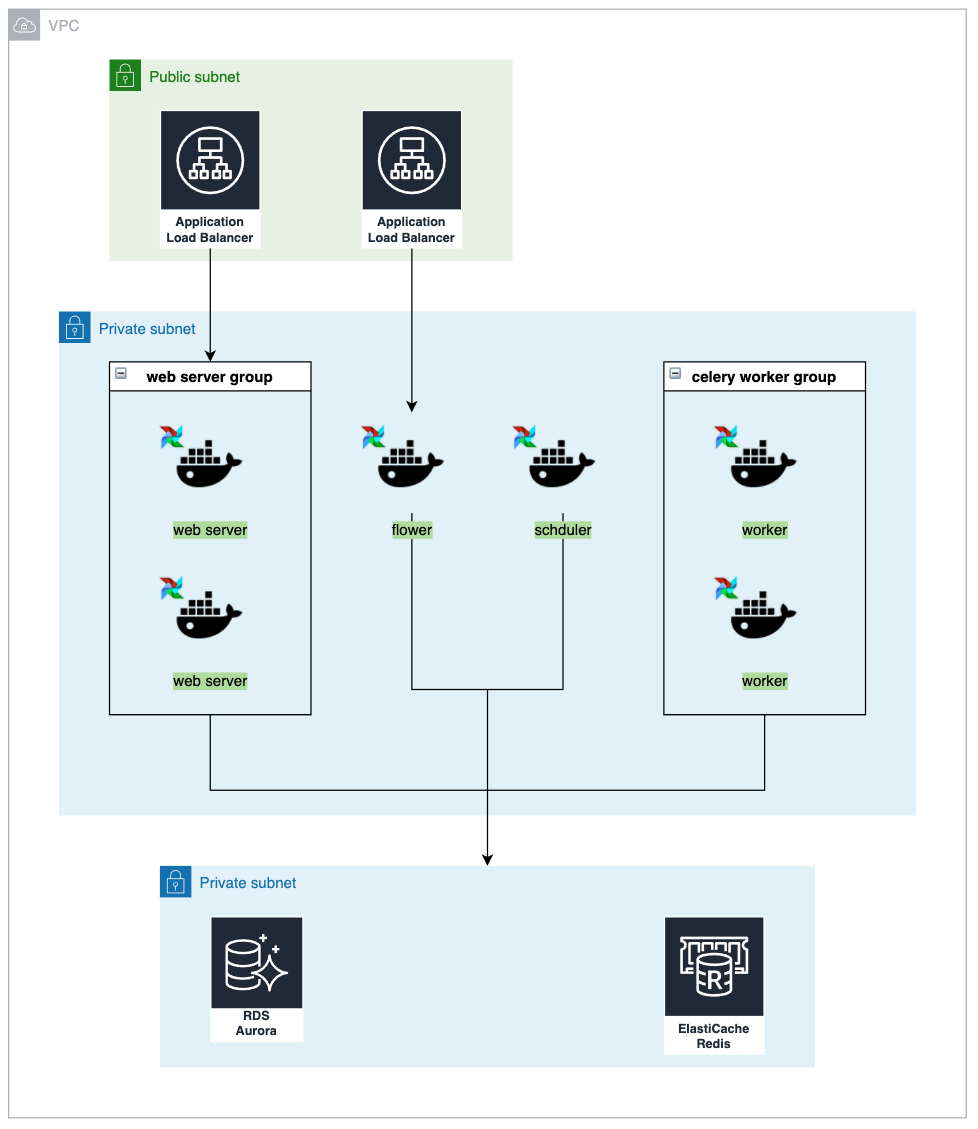 VPC
Public subnet
Application
Load Balancer
Application
Load Balancer
Private subnet
web server group
celery worker group
web server
flower
schduler
worker
web server
worker
Private subnet
RDS
Aurora
R
ElastiCache
Redis